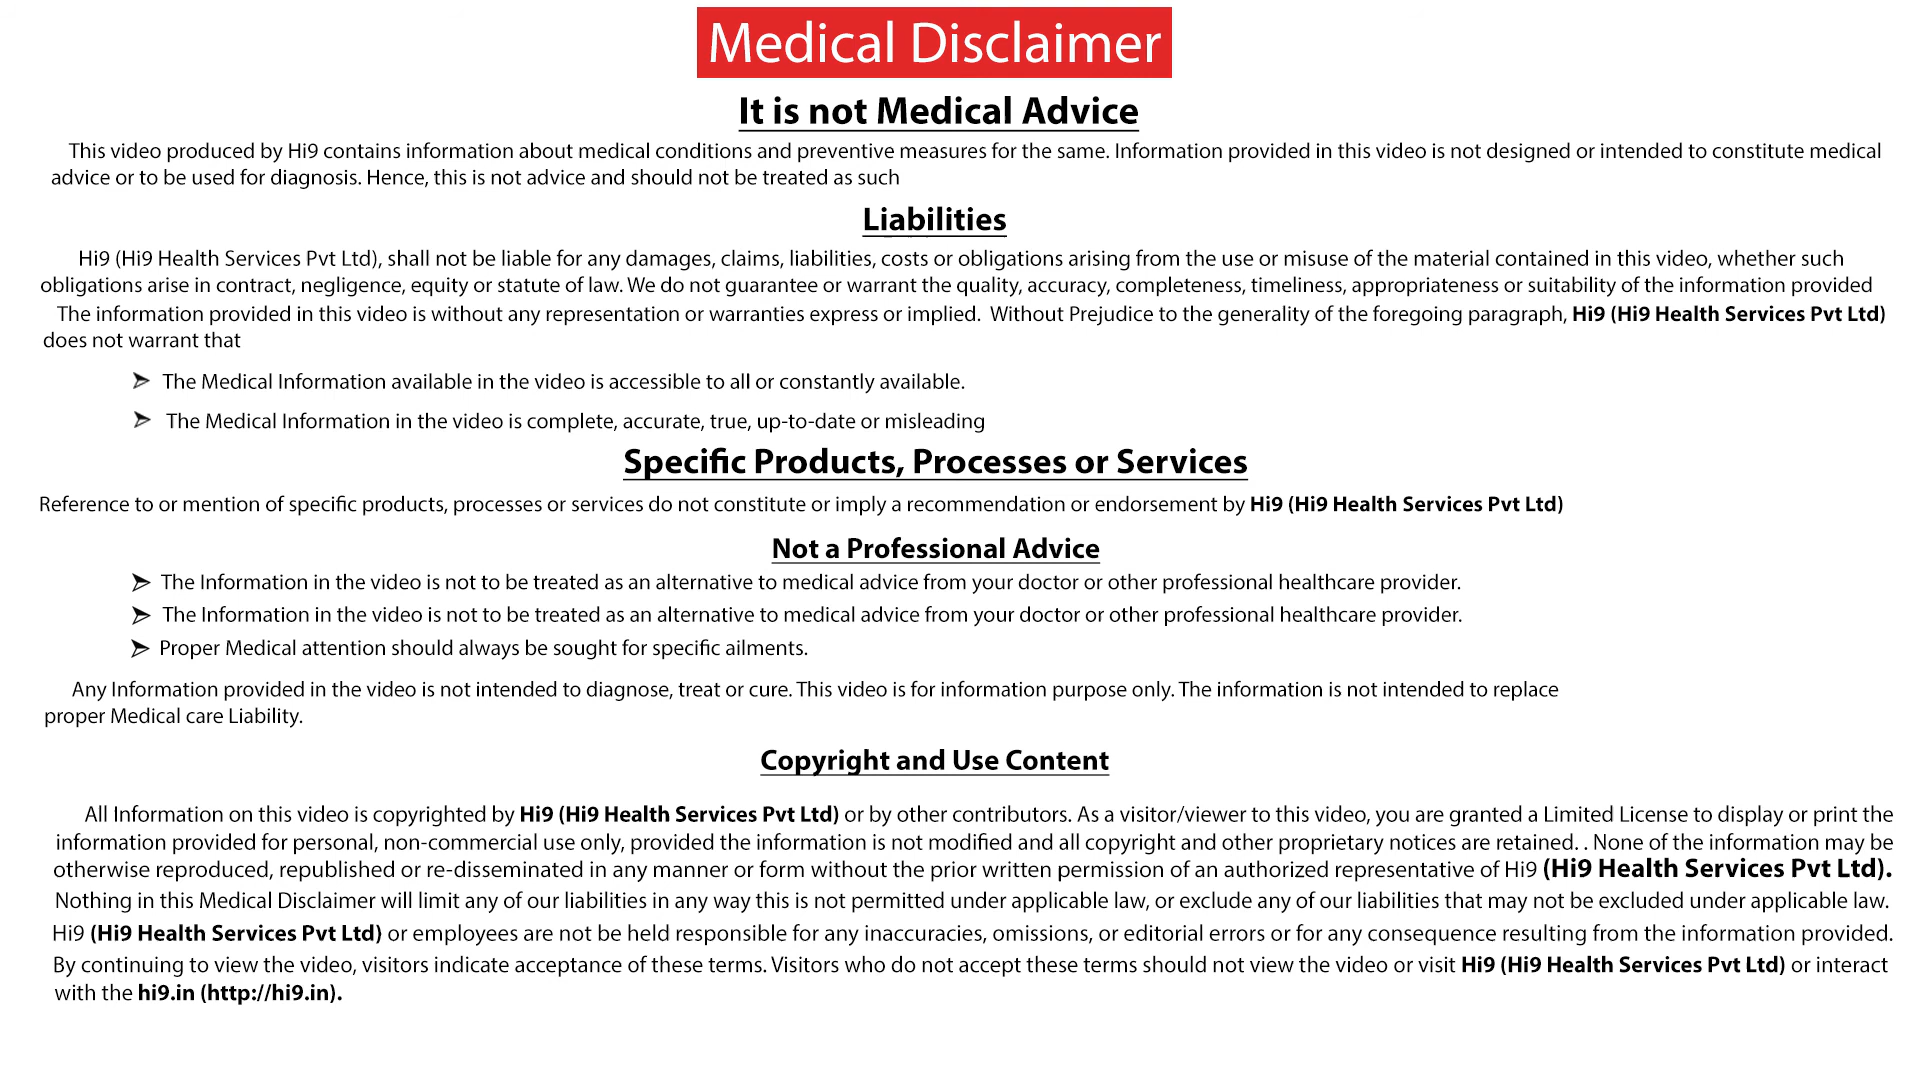 Medical Disclaimer
It is not Medical Advice
This video produced by Hi9 contains information about medical conditions and preventive measures for the same. Information provided in this video is not designed or intended to constitute medical
advice or to be used for diagnosis. Hence, this is not advice and should not be treated as such
Liabilities
Hi9 (Hi9 Health Services Pvt Ltd), shall not be liable for any damages, claims, liabilities, costs or obligations arising from the use or misuse of the material contained in this video, whether such
obligations arise in contract, negligence, equity or statute of law. We do not guarantee or warrant the quality, accuracy, completeness, timeliness, appropriateness or suitability of the information provided
The information provided in this video is without any representation or warranties express or implied. Without Prejudice to the generality of the foregoing paragraph, Hi9 (Hi9 Health Services Pvt Ltd)
does not warrant that
➢ The Medical Information available in the video is accessible to all or constantly available.
➢ The Medical Information in the video is complete, accurate, true, up-to-date or misleading
Specific Products, Processes or Services
Reference to or mention of specific products, processes or services do not constitute or imply a recommendation or endorsement by Hi9 (Hi9 Health Services Pvt Ltd)
Not a Professional Advice
➢ The Information in the video is not to be treated as an alternative to medical advice from your doctor or other professional healthcare provider.
➢ The Information in the video is not to be treated as an alternative to medical advice from your doctor or other professional healthcare provider.
➢ Proper Medical attention should always be sought for specific ailments.
Any Information provided in the video is not intended to diagnose, treat or cure. This video is for information purpose only. The information is not intended to replace
proper Medical care Liability.
Copyright and Use Content
All Information on this video is copyrighted by Hi9 (Hi9 Health Services Pvt Ltd) or by other contributors. As a visitor/viewer to this video, you are granted a Limited License to display or print the
information provided for personal, non-commercial use only, provided the information is not modified and all copyright and other proprietary notices are retained. . None of the information may be
otherwise reproduced, republished or re-disseminated in any manner or form without the prior written permission of an authorized representative of Hi9 (Hi9 Health Services Pvt Ltd).
Nothing in this Medical Disclaimer will limit any of our liabilities in any way this is not permitted under applicable law, or exclude any of our liabilities that may not be excluded under applicable law.
Hi9 (Hi9 Health Services Pvt Ltd) or employees are not be held responsible for any inaccuracies, omissions, or editorial errors or for any consequence resulting from the information provided.
By continuing to view the video, visitors indicate acceptance of these terms. Visitors who do not accept these terms should not view the video or visit Hi9 (Hi9 Health Services Pvt Ltd) or interact
with the hi9.in (http://hi9.in).